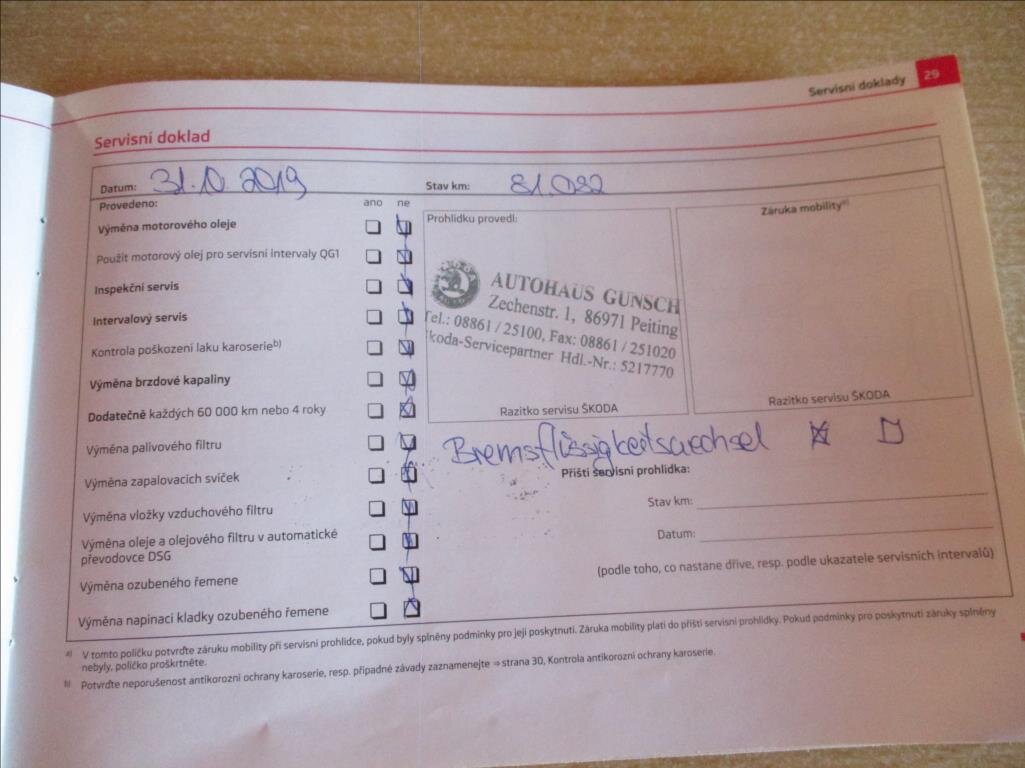 Servisní doklady 29
Servisní doklad
Datum: 31.10.2019 Stav km: 81.082
Provedeno: ano ne
Výměna motorového oleje
Použit motorový olej pro servisní intervaly QG1
Inspekční servis
Intervalový servis
Kontrola poškození laku karoserie b)
Výměna brzdové kapaliny
Dodatečně každých 60 000 km nebo 4 roky
Výměna palivového filtru
Výměna zapalovacích svíček
Výměna vložky vzduchového filtru
Výměna oleje a olejového filtru v automatické
převodovce DSG
Výměna ozubeného řemene
Výměna napínací kladky ozubeného řemene
Prohlídku provedl:
AUTOHAUS GUNSCH
Zechenstr. 1, 86971 Peiting
Tel.: 08861 / 25100, Fax: 08861 / 251020
Skoda-Servicepartner Hdl.-Nr.: 5217770
Razítko servisu ŠKODA
Záruka mobility a)
Razítko servisu ŠKODA
Bremsflüssigkeitswechsel
Příští servisní prohlídka:
Stav km:
Datum:
(podle toho, co nastane dříve, resp. podle ukazatele servisních intervalů)
a) V tomto políčku potvrďte záruku mobility při servisní prohlídce, pokud byly splněny podmínky pro její poskytnutí. Záruka mobility platí do příští servisní prohlídky. Pokud podmínky pro poskytnutí záruky splněny
nebyly, políčko proškrtněte.
b) Potvrďte neporušenost antikorozní ochrany karoserie, resp. případné závady zaznamenejte ⇒ strana 30, Kontrola antikorozní ochrany karoserie.